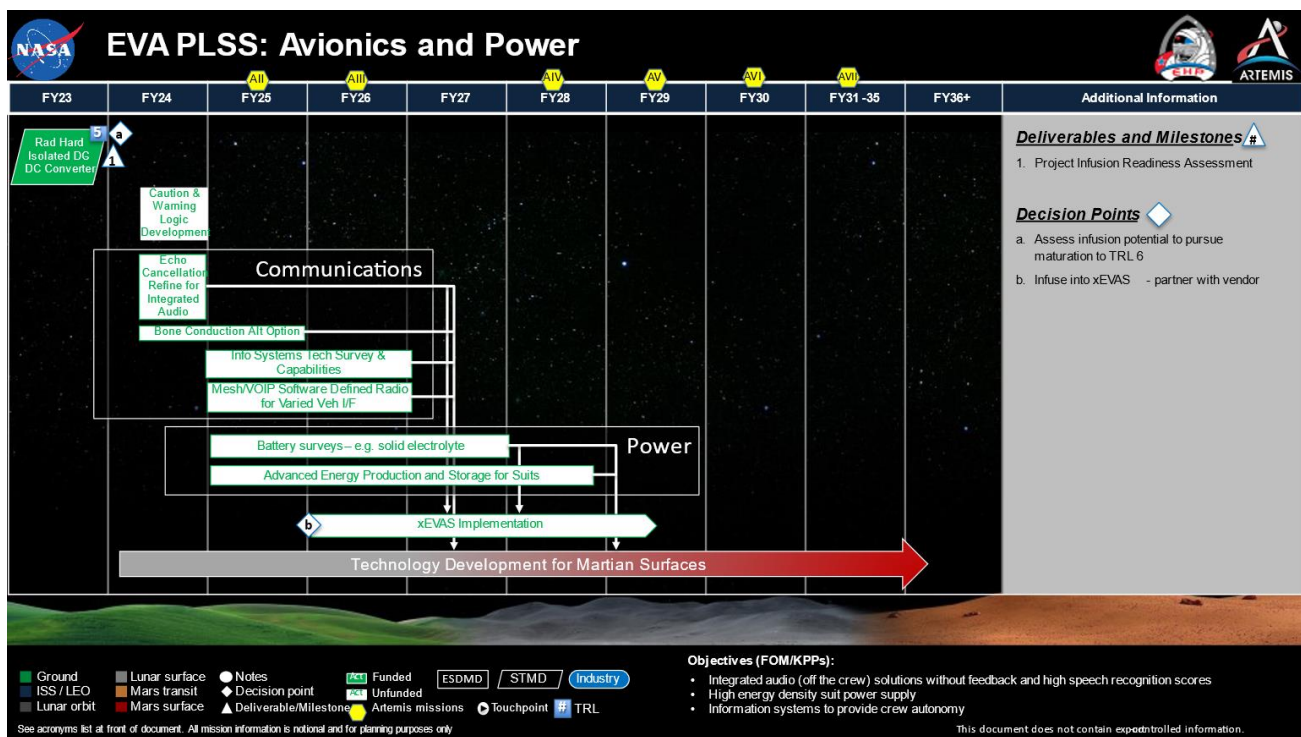 NASA
EVA PLSS: Avionics and Power
EHP
ARTEMIS
AII
AIII
AIV
AV
AVI
AVII
FY23
FY24
FY25
FY26
FY27
FY28
FY29
FY30
FY31-35
FY36+
Additional Information
Rad Hard
Isolated DC
DC Converter
5
a
1
Caution &
Warning
Logic
Development
Communications
Echo
Cancellation
Refine for
Integrated
Audio
Bone Conduction Alt Option
Info Systems Tech Survey &
Capabilities
Mesh/VOIP Software Defined Radio
for Varied Veh I/F
Power
Battery surveys – e.g. solid electrolyte
Advanced Energy Production and Storage for Suits
b
xEVAS Implementation
Technology Development for Martian Surfaces
Deliverables and Milestones #
1. Project Infusion Readiness Assessment
Decision Points
a. Assess infusion potential to pursue
maturation to TRL 6
b. Infuse into xEVAS - partner with vendor
Ground
ISS / LEO
Lunar orbit
Lunar surface
Mars transit
Mars surface
Notes
Decision point
Deliverable/Milestone
Act Funded
Act Unfunded
Artemis missions
ESDMD
STMD
Industry
Touchpoint
# TRL
Objectives (FOM/KPPs):
• Integrated audio (off the crew) solutions without feedback and high speech recognition scores
• High energy density suit power supply
• Information systems to provide crew autonomy
See acronyms list at front of document. All mission information is notional and for planning purposes only
This document does not contain export-controlled information.